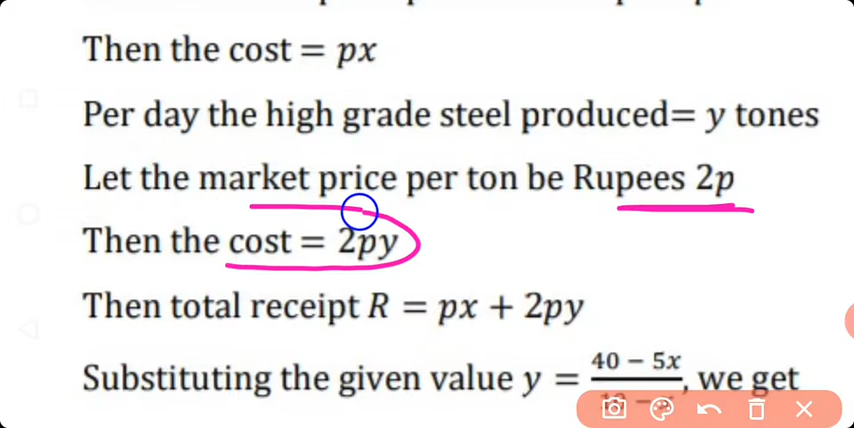 Then the cost = px
Per day the high grade steel produced= y tones
Let the market price per ton be Rupees 2p
Then the cost = 2py
Then total receipt R = px + 2py
Substituting the given value y = 40 − 5x / , we get